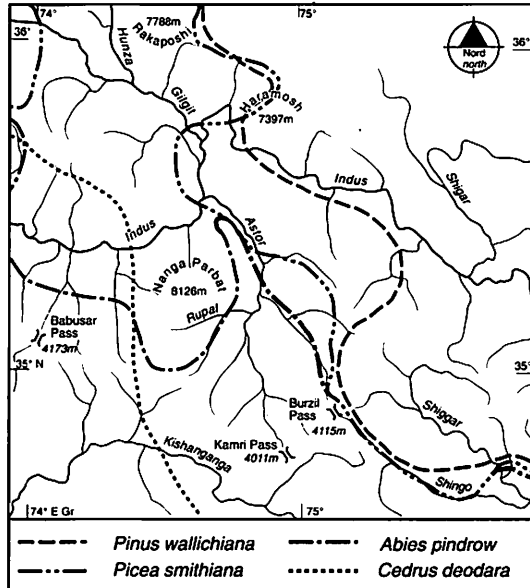 74°
7788m
75°
36°
36°
Rakaposhi
Hunza
Nord
north
Gilgit
Haramosh
7397m
Indus
Shigar
Indus
Astor
Nanga Parbat
8126m
Rupal
Babusar
Pass
4173m
35° N
35°
Burzil
Pass
4115m
Shiggar
Kishanganga
Kamri Pass
4011m
Shingo
74° E Gr
75°
Pinus wallichiana
Abies pindrow
Picea smithiana
Cedrus deodara